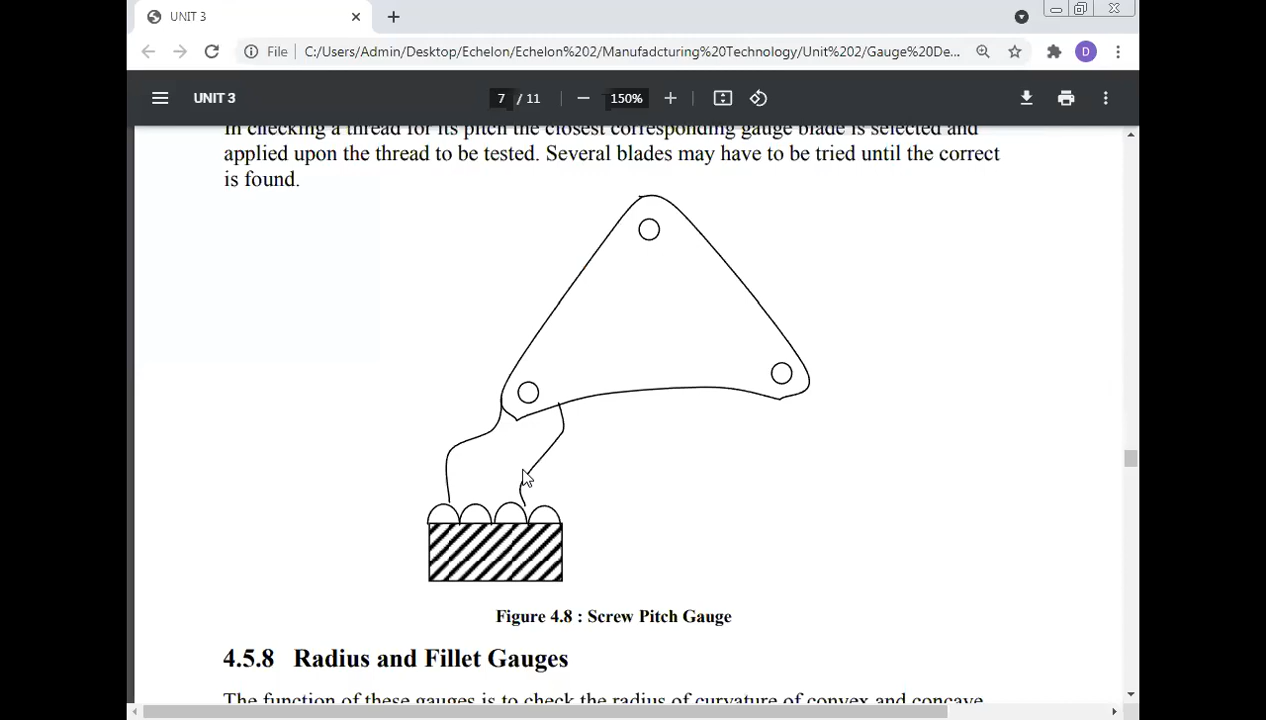 UNIT 3
File
C:/Users/Admin/Desktop/Echelon/Echelon%202/Manufadcturing%20Technology/Unit%202/Gauge%20De...
D
UNIT 3
7 / 11
150%
In checking a thread for its pitch the closest corresponding gauge blade is selected and
applied upon the thread to be tested. Several blades may have to be tried until the correct
is found.
Figure 4.8 : Screw Pitch Gauge
4.5.8 Radius and Fillet Gauges
The function of these gauges is to check the radius of curvature of convex and concave